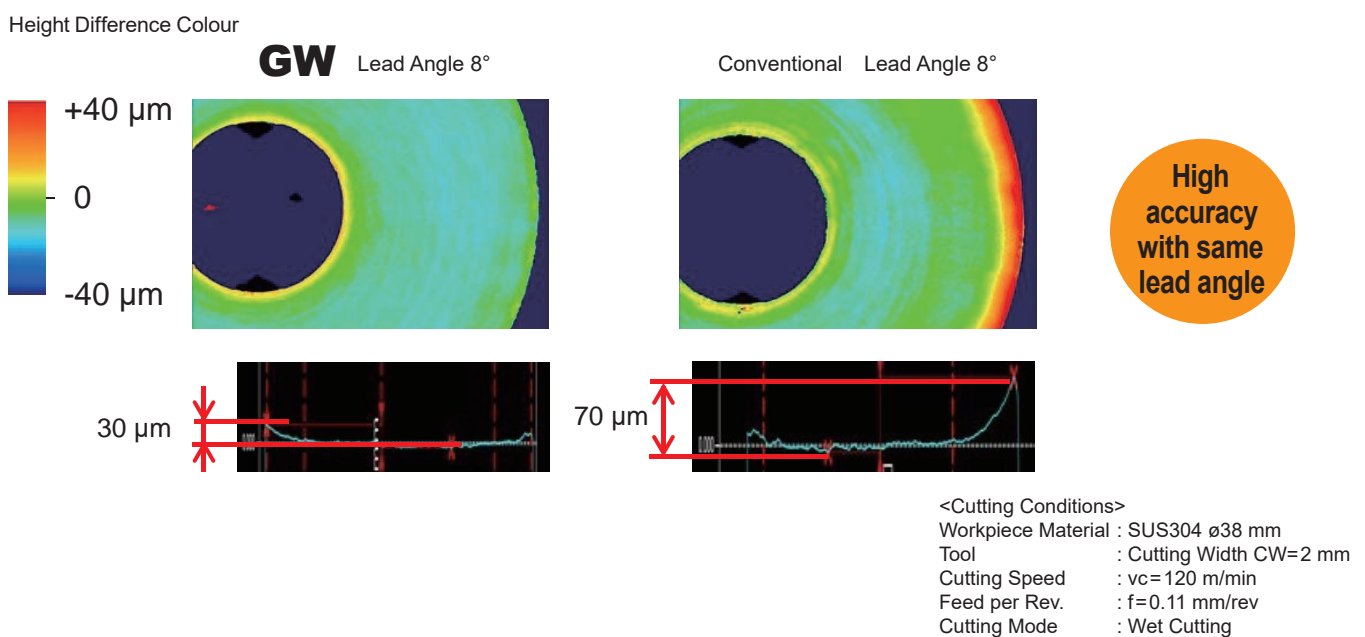 Height Difference Colour
GW Lead Angle 8°
Conventional Lead Angle 8°
+40 µm
0
-40 µm
High
accuracy
with same
lead angle
30 µm
70 µm
0.000
<Cutting Conditions>
Workpiece Material : SUS304 ø38 mm
Tool : Cutting Width CW=2 mm
Cutting Speed : vc=120 m/min
Feed per Rev. : f=0.11 mm/rev
Cutting Mode : Wet Cutting